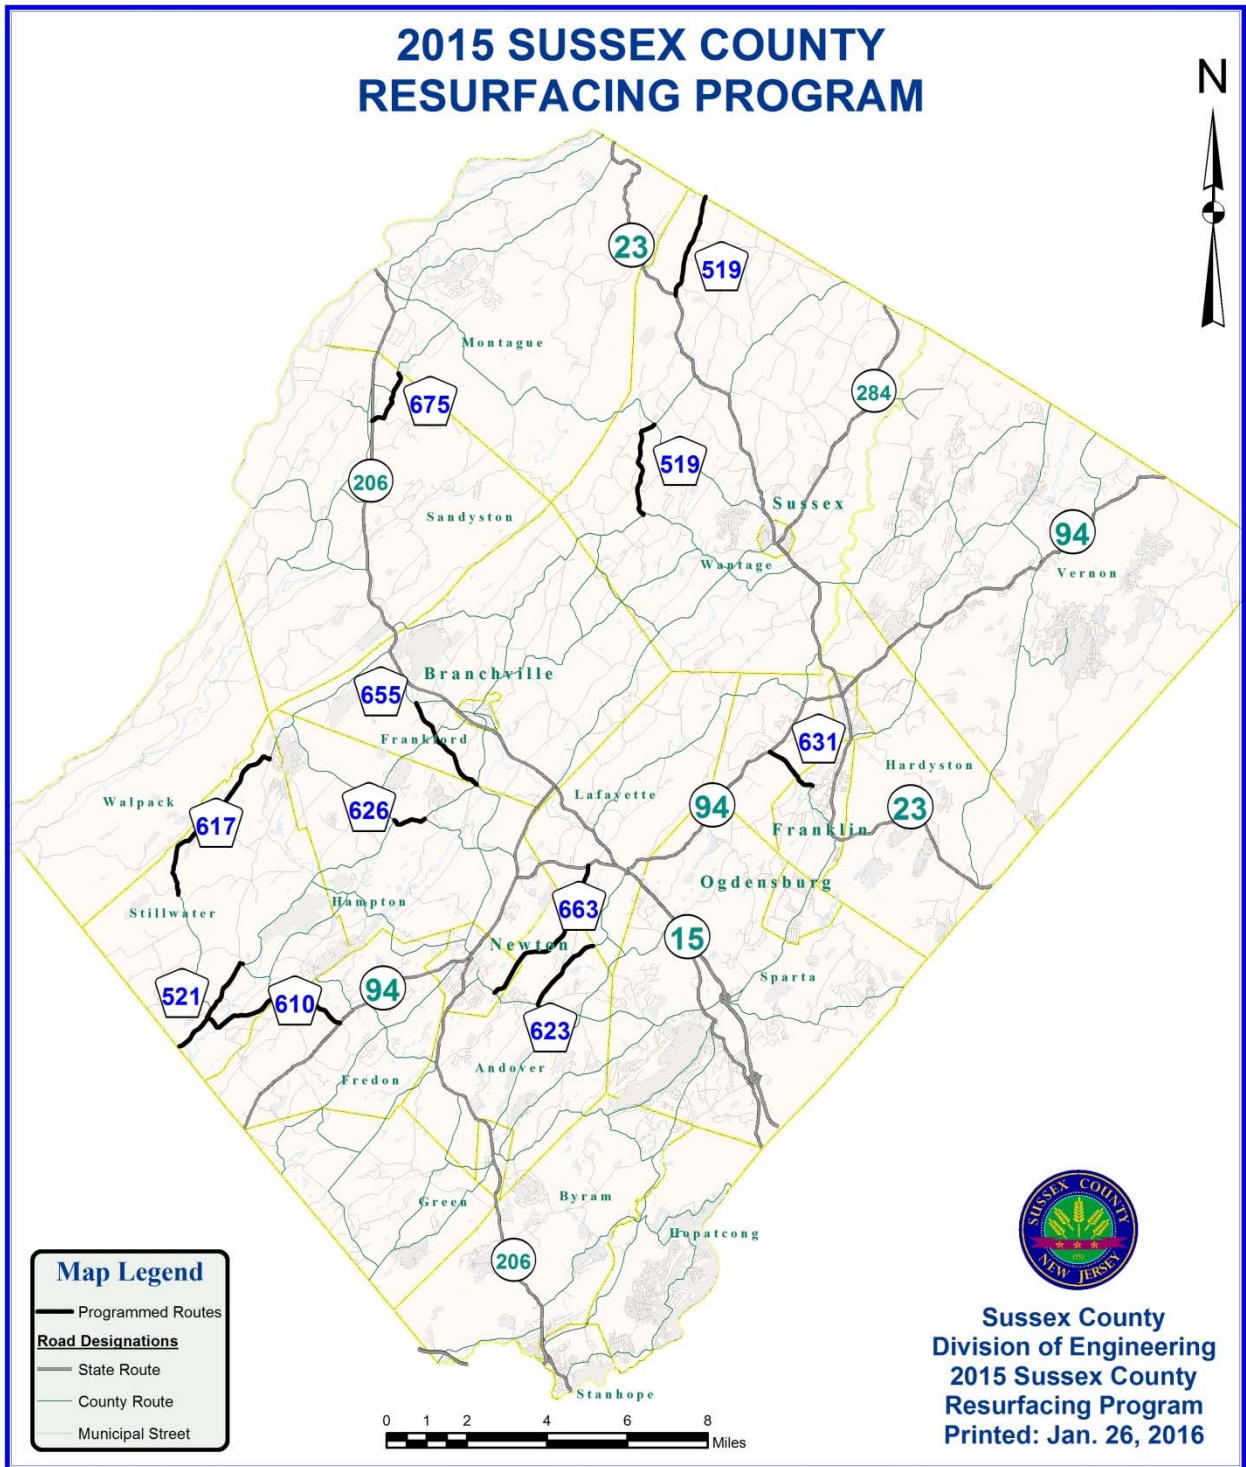 2015 SUSSEX COUNTY
RESURFACING PROGRAM
N
23
519
Montague
284
675
519
206
Sussex
Sandyston
94
Wantage
Vernon
Branchville
655
Frankford
631
Hardyston
Lafayette
Walpack
626
94
23
617
Franklin
Ogdensburg
Hampton
663
Stillwater
Newton
15
Sparta
521
94
610
623
Andover
Fredon
Byram
Green
Hopatcong
206
Stanhope
Map Legend
Programmed Routes
Road Designations
State Route
County Route
Municipal Street
0 1 2 4 6 8
Miles
SUSSEX COUNTY
NEW JERSEY
Sussex County
Division of Engineering
2015 Sussex County
Resurfacing Program
Printed: Jan. 26, 2016